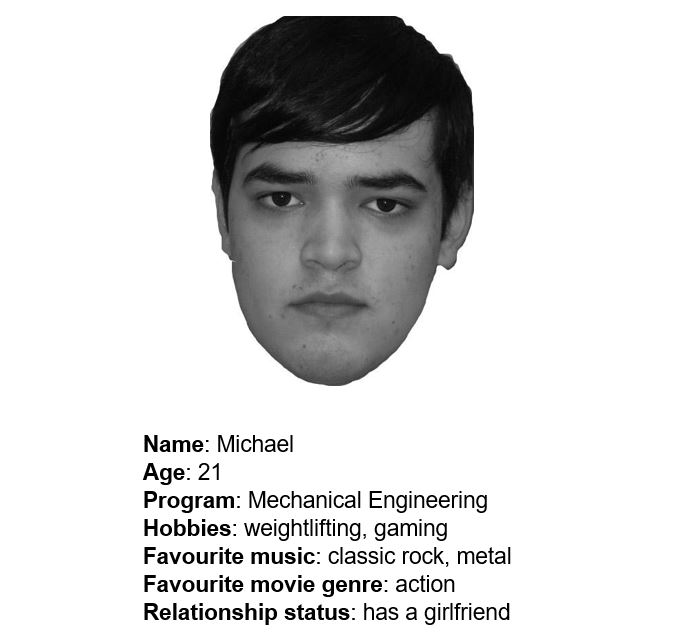 Name: Michael
Age: 21
Program: Mechanical Engineering
Hobbies: weightlifting, gaming
Favourite music: classic rock, metal
Favourite movie genre: action
Relationship status: has a girlfriend